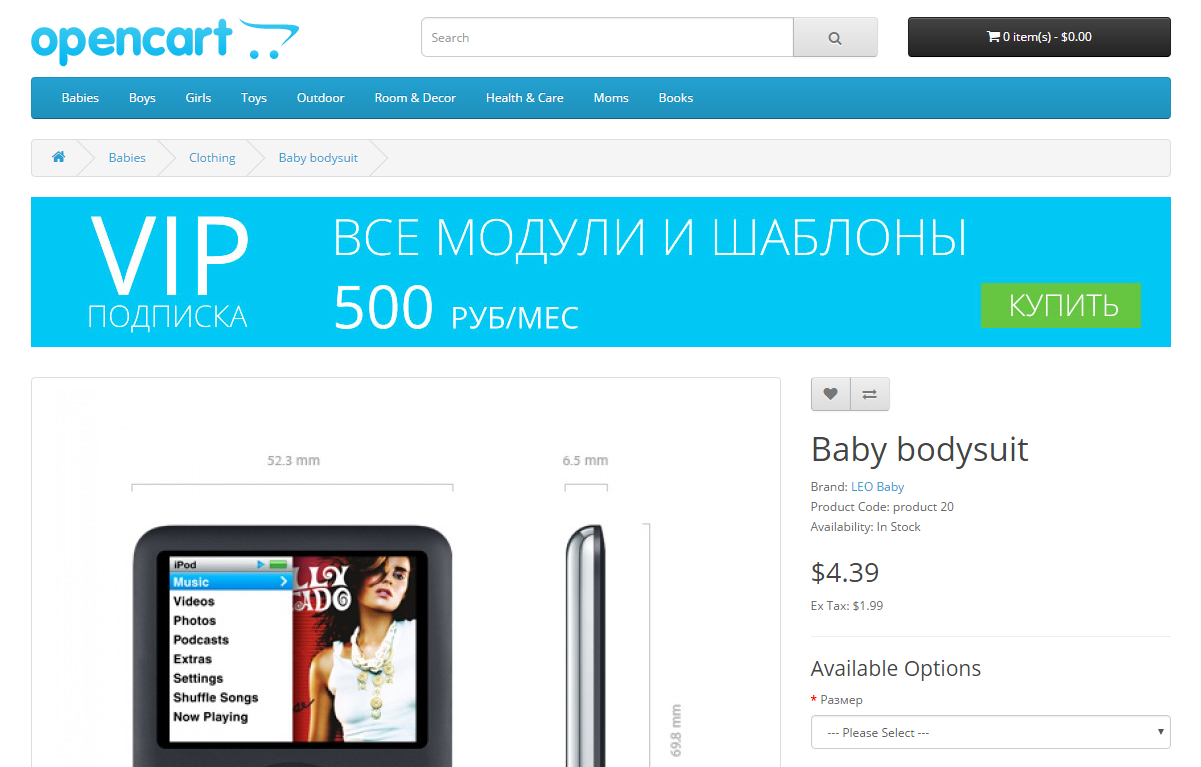 opencart
Search
0 item(s) - $0.00
Babies Boys Girls Toys Outdoor Room & Decor Health & Care Moms Books
Babies Clothing Baby bodysuit
VIP
ПОДПИСКА
ВСЕ МОДУЛИ И ШАБЛОНЫ
500 РУБ/МЕС
КУПИТЬ
52.3 mm
6.5 mm
iPod
Music
Videos
Photos
Podcasts
Extras
Settings
Shuffle Songs
Now Playing
69.8 mm
Baby bodysuit
Brand: LEO Baby
Product Code: product 20
Availability: In Stock
$4.39
Ex Tax: $1.99
Available Options
* Размер
--- Please Select ---